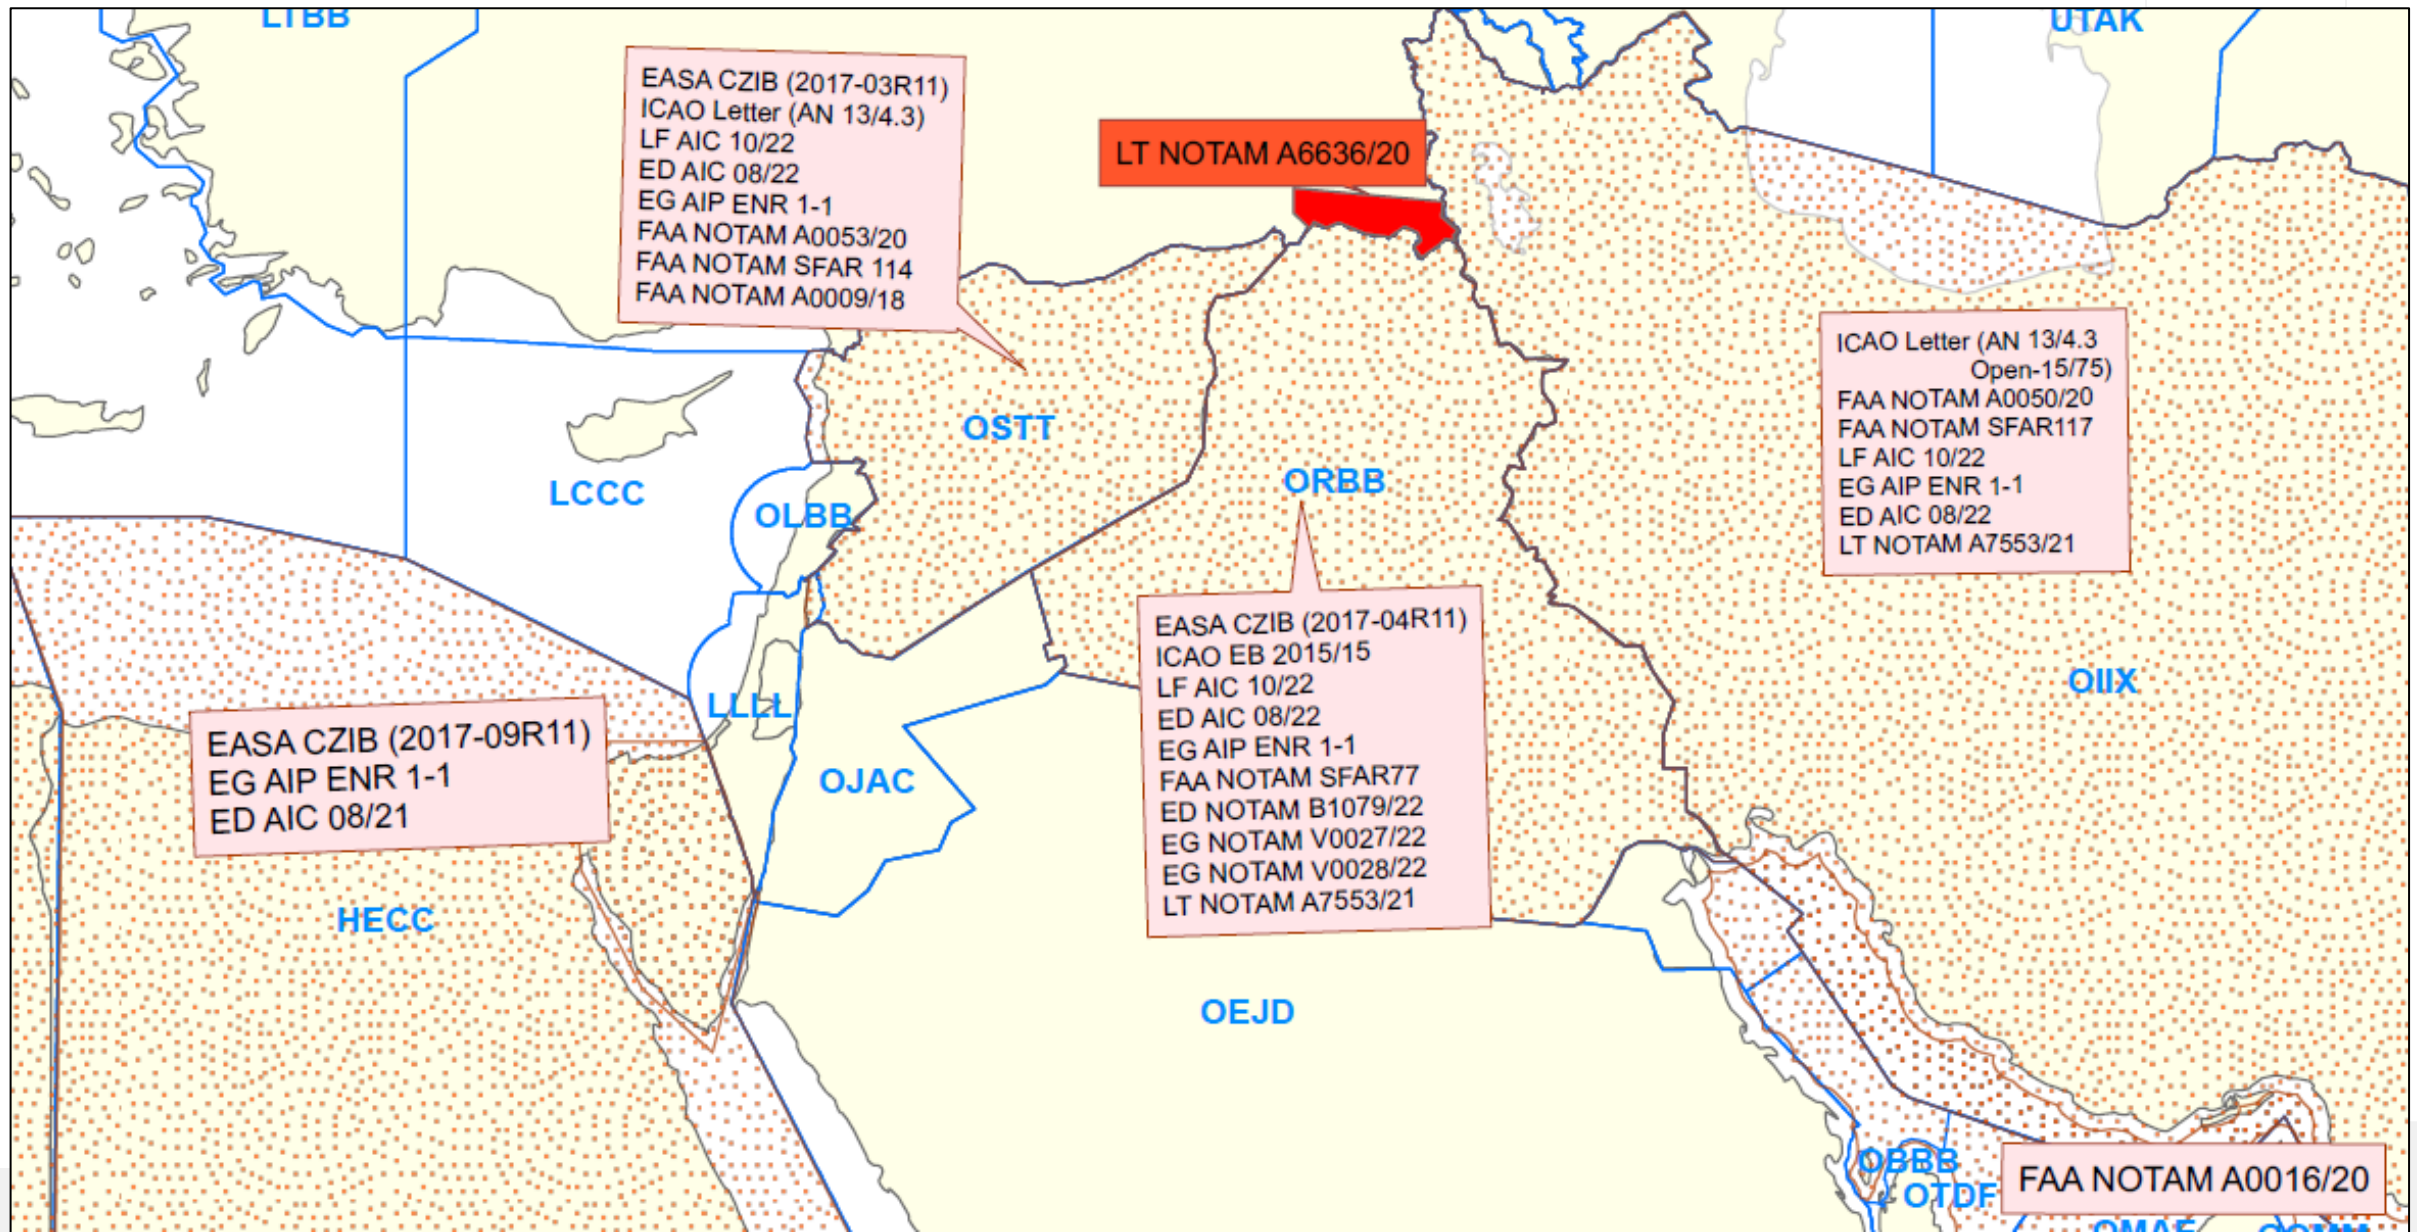 LTBB
UTAK
EASA CZIB (2017-03R11)
ICAO Letter (AN 13/4.3)
LF AIC 10/22
ED AIC 08/22
EG AIP ENR 1-1
FAA NOTAM A0053/20
FAA NOTAM SFAR 114
FAA NOTAM A0009/18
LT NOTAM A6636/20
ICAO Letter (AN 13/4.3
Open-15/75)
FAA NOTAM A0050/20
FAA NOTAM SFAR117
LF AIC 10/22
EG AIP ENR 1-1
ED AIC 08/22
LT NOTAM A7553/21
OSTT
ORBB
LCCC
OLBB
EASA CZIB (2017-04R11)
ICAO EB 2015/15
LF AIC 10/22
ED AIC 08/22
EG AIP ENR 1-1
FAA NOTAM SFAR77
ED NOTAM B1079/22
EG NOTAM V0027/22
EG NOTAM V0028/22
LT NOTAM A7553/21
OIIX
LLLL
EASA CZIB (2017-09R11)
EG AIP ENR 1-1
ED AIC 08/21
OJAC
HECC
OEJD
OBBB
OTDF
FAA NOTAM A0016/20
OMAE